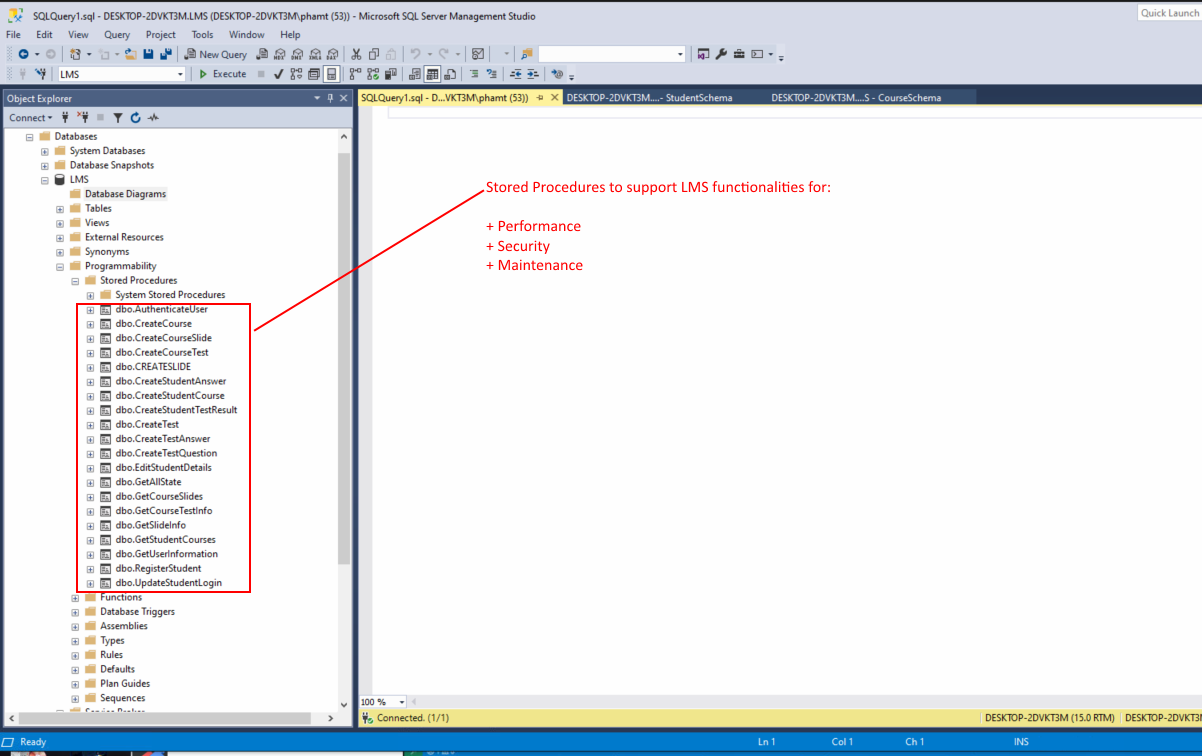 SQLQuery1.sql - DESKTOP-2DVKT3M.LMS (DESKTOP-2DVKT3M\phamt (53)) - Microsoft SQL Server Management Studio
Quick Launch
File Edit View Query Project Tools Window Help
New Query
LMS
Execute
Object Explorer
SQLQuery1.sql - D...VKT3M\phamt (53))
DESKTOP-2DVKT3M....- StudentSchema
DESKTOP-2DVKT3M....S - CourseSchema
Connect
Databases
System Databases
Database Snapshots
LMS
Database Diagrams
Tables
Views
External Resources
Synonyms
Programmability
Stored Procedures
System Stored Procedures
dbo.AuthenticateUser
dbo.CreateCourse
dbo.CreateCourseSlide
dbo.CreateCourseTest
dbo.CREATESLIDE
dbo.CreateStudentAnswer
dbo.CreateStudentCourse
dbo.CreateStudentTestResult
dbo.CreateTest
dbo.CreateTestAnswer
dbo.CreateTestQuestion
dbo.EditStudentDetails
dbo.GetAllState
dbo.GetCourseSlides
dbo.GetCourseTestInfo
dbo.GetSlideInfo
dbo.GetStudentCourses
dbo.GetUserInformation
dbo.RegisterStudent
dbo.UpdateStudentLogin
Functions
Database Triggers
Assemblies
Types
Rules
Defaults
Plan Guides
Sequences
Service Broker
Stored Procedures to support LMS functionalities for:
+ Performance
+ Security
+ Maintenance
100 %
Connected. (1/1)
DESKTOP-2DVKT3M (15.0 RTM)
DESKTOP-2DVKT3
Ready
Ln 1
Col 1
Ch 1
INS